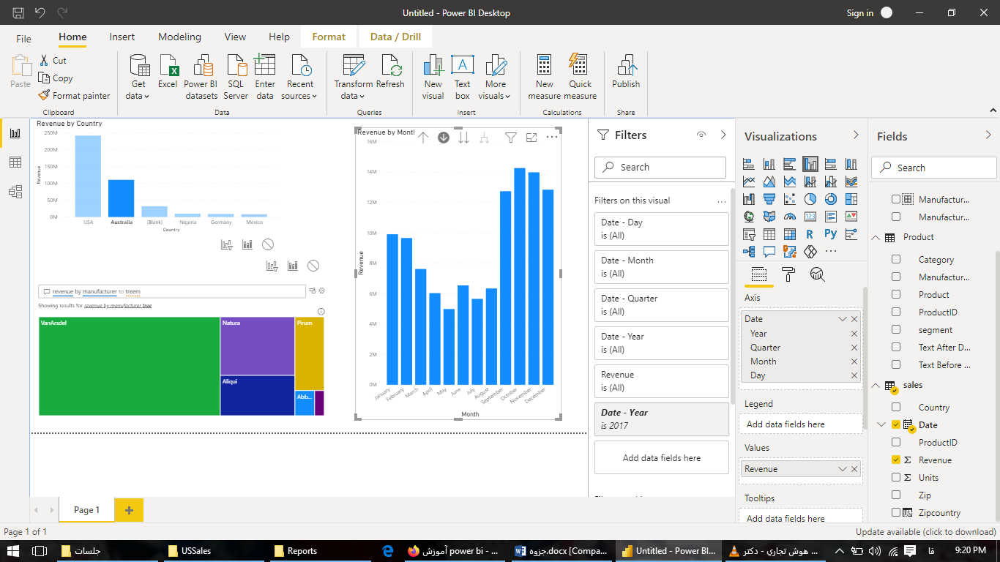 Untitled - Power BI Desktop
Sign in
File
Home
Insert
Modeling
View
Help
Format
Data / Drill
Paste
Cut
Copy
Format painter
Clipboard
Get data
Excel
Power BI datasets
SQL Server
Enter data
Recent sources
Data
Transform data
Refresh
Queries
New visual
Text box
More visuals
Insert
New measure
Quick measure
Calculations
Publish
Share
Revenue by Country
250M
200M
150M
100M
50M
0M
Revenue
USA
Australia
(Blank)
Nigeria
Germany
Mexico
Country
revenue by manufacturer to treem
Showing results for revenue by manufacturer tree
VanArsdel
Natura
Aliqui
Pirum
Abb...
Revenue by Montl
16M
14M
12M
10M
8M
6M
4M
2M
0M
Revenue
January
February
March
April
May
June
July
August
September
October
November
December
Month
Filters
Search
Filters on this visual
...
Date - Day
is (All)
Date - Month
is (All)
Date - Quarter
is (All)
Date - Year
is (All)
Revenue
is (All)
Date - Year
is 2017
Add data fields here
Visualizations
123
R
Py
...
Axis
Date
Year
Quarter
Month
Day
Legend
Add data fields here
Values
Revenue
Tooltips
Add data fields here
Fields
Search
Manufactur...
Manufactur...
Product
Category
Manufactur...
Product
ProductID
segment
Text After D...
Text Before ...
sales
Country
Date
ProductID
Revenue
Units
Zip
Zipcountry
Page 1
Page 1 of 1
Update available (click to download)
جلسات
USSales
Reports
آموزش power bi - ...
جزوه.docx [Compa...
Untitled - Power BI...
هوش تجاري - دکتر ...
فا
9:20 PM